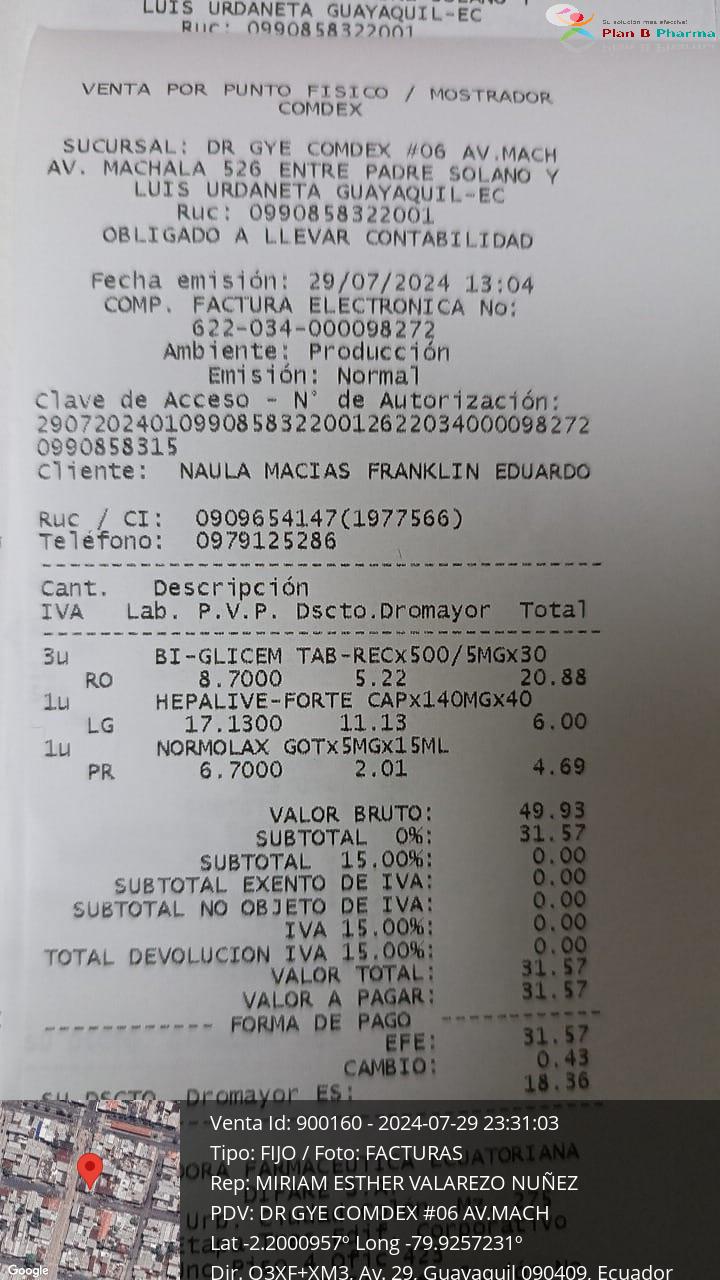 LUIS URDANETA GUAYAQUIL-EC
Ruc: 0990858322001
Su solución mas efectiva!
Plan B Pharma
VENTA POR PUNTO FISICO / MOSTRADOR
COMDEX
SUCURSAL: DR GYE COMDEX #06 AV.MACH
AV. MACHALA 526 ENTRE PADRE SOLANO Y
LUIS URDANETA GUAYAQUIL-EC
Ruc: 0990858322001
OBLIGADO A LLEVAR CONTABILIDAD
Fecha emisión: 29/07/2024 13:04
COMP. FACTURA ELECTRONICA No:
622-034-000098272
Ambiente: Producción
Emisión: Normal
Clave de Acceso - N° de Autorización:
290720240109908583220012622034000098272
0990858315
Cliente: NAULA MACIAS FRANKLIN EDUARDO
Ruc / CI: 0909654147(1977566)
Teléfono: 0979125286
Cant. Descripción
IVA Lab. P.V.P. Dscto.Dromayor Total
3u BI-GLICEM TAB-RECx500/5MGx30
RO 8.7000 5.22 20.88
1u HEPALIVE-FORTE CAPx140MGx40
LG 17.1300 11.13 6.00
1u NORMOLAX GOTx5MGx15ML
PR 6.7000 2.01 4.69
VALOR BRUTO: 49.93
SUBTOTAL 0%: 31.57
SUBTOTAL 15.00%: 0.00
SUBTOTAL EXENTO DE IVA: 0.00
SUBTOTAL NO OBJETO DE IVA: 0.00
IVA 15.00%: 0.00
TOTAL DEVOLUCION IVA 15.00%: 0.00
VALOR TOTAL: 31.57
VALOR A PAGAR: 31.57
------------ FORMA DE PAGO ------------
EFE: 31.57
CAMBIO: 0.43
SU DSCTO. Dromayor ES: 18.36
Venta Id: 900160 - 2024-07-29 23:31:03
Tipo: FIJO / Foto: FACTURAS
FARMACEUTICA ECUATORIANA
Rep: MIRIAM ESTHER VALAREZO NUÑEZ
PDV: DR GYE COMDEX #06 AV.MACH
Lat -2.2000957º Long -79.9257231º
Dir. Q3XF+XM3, Av. 29, Guayaquil 090409, Ecuador
Google